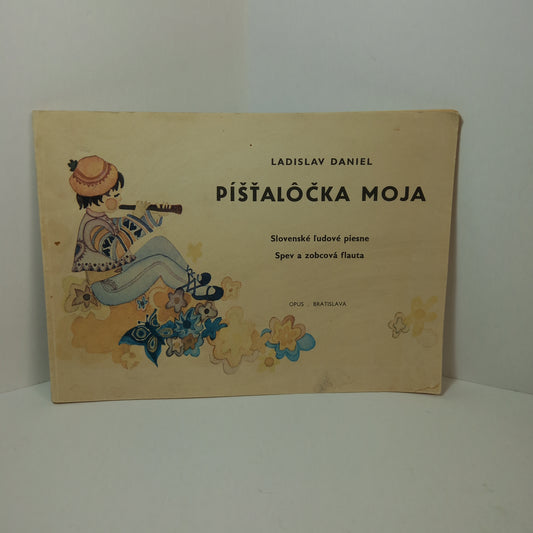 LADISLAV DANIEL
PÍŠŤALÔČKA MOJA
Slovenské ľudové piesne
Spev a zobcová flauta
OPUS BRATISLAVA